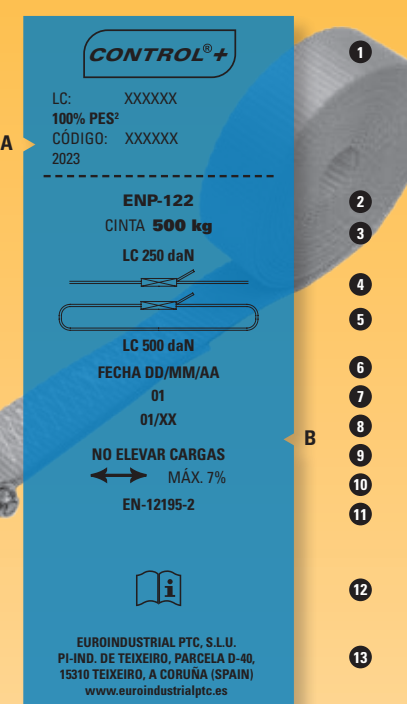 CONTROL®+
LC: XXXXXX
100% PES²
CÓDIGO: XXXXXX
2023
A
ENP-122
CINTA 500 kg
LC 250 daN
LC 500 daN
FECHA DD/MM/AA
01
01/XX
B
NO ELEVAR CARGAS
MÁX. 7%
EN-12195-2
i
EUROINDUSTRIAL PTC, S.L.U.
PI-IND. DE TEIXEIRO, PARCELA D-40,
15310 TEIXEIRO, A CORUÑA (SPAIN)
www.euroindustrialptc.es
1
2
3
4
5
6
7
8
9
10
11
12
13